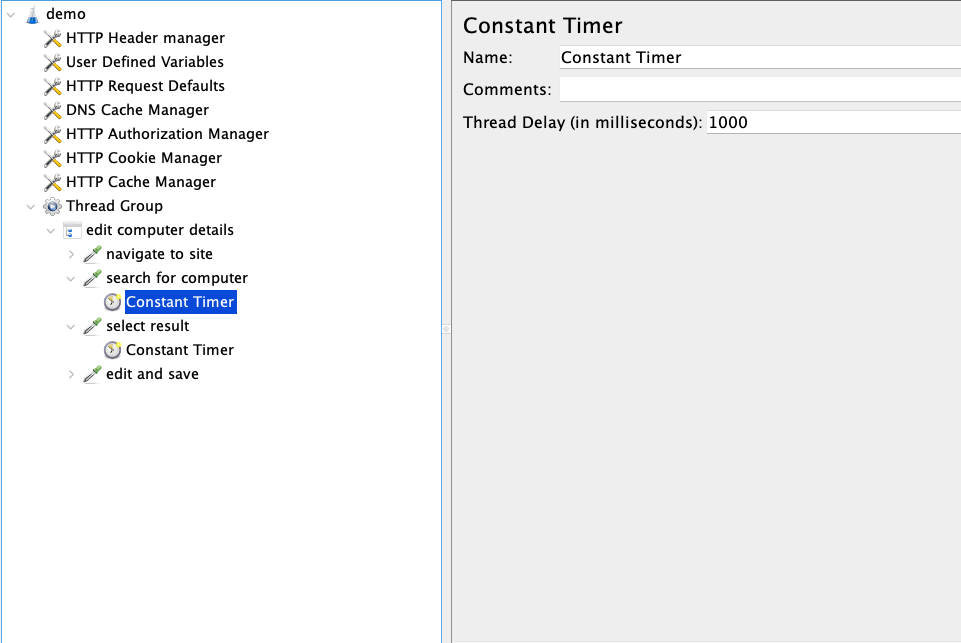 demo
HTTP Header manager
User Defined Variables
HTTP Request Defaults
DNS Cache Manager
HTTP Authorization Manager
HTTP Cookie Manager
HTTP Cache Manager
Thread Group
edit computer details
navigate to site
search for computer
Constant Timer
select result
Constant Timer
edit and save
Constant Timer
Name: Constant Timer
Comments:
Thread Delay (in milliseconds): 1000